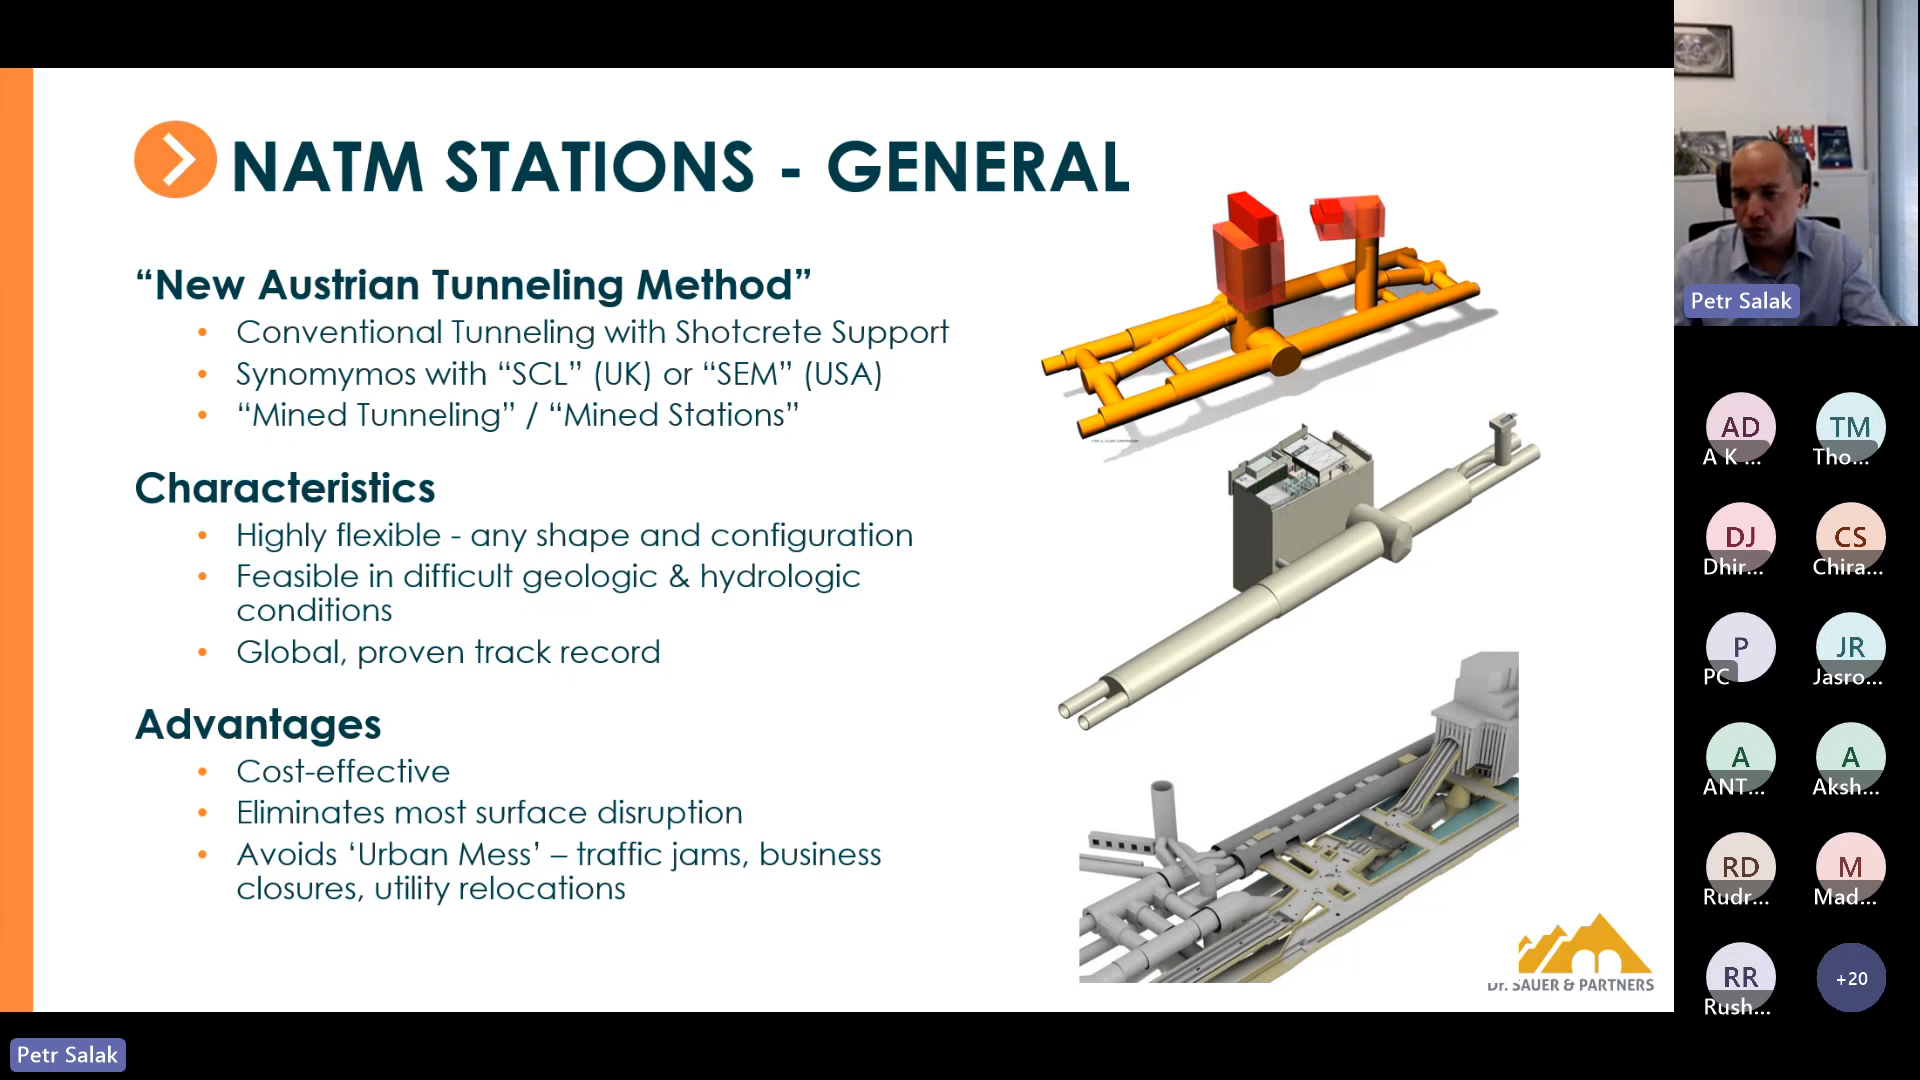 NATM STATIONS - GENERAL
“New Austrian Tunneling Method”
• Conventional Tunneling with Shotcrete Support
• Synomymos with “SCL” (UK) or “SEM” (USA)
• “Mined Tunneling” / “Mined Stations”
Characteristics
• Highly flexible - any shape and configuration
• Feasible in difficult geologic & hydrologic
conditions
• Global, proven track record
Advantages
• Cost-effective
• Eliminates most surface disruption
• Avoids ‘Urban Mess’ – traffic jams, business
closures, utility relocations
Dr. SAUER & PARTNERS
Petr Salak
Petr Salak
AD
A K ...
TM
Tho...
DJ
Dhir...
CS
Chira...
P
PC
JR
Jasro...
A
ANT...
A
Aksh...
RD
Rudr...
M
Mad...
RR
Rush...
+20